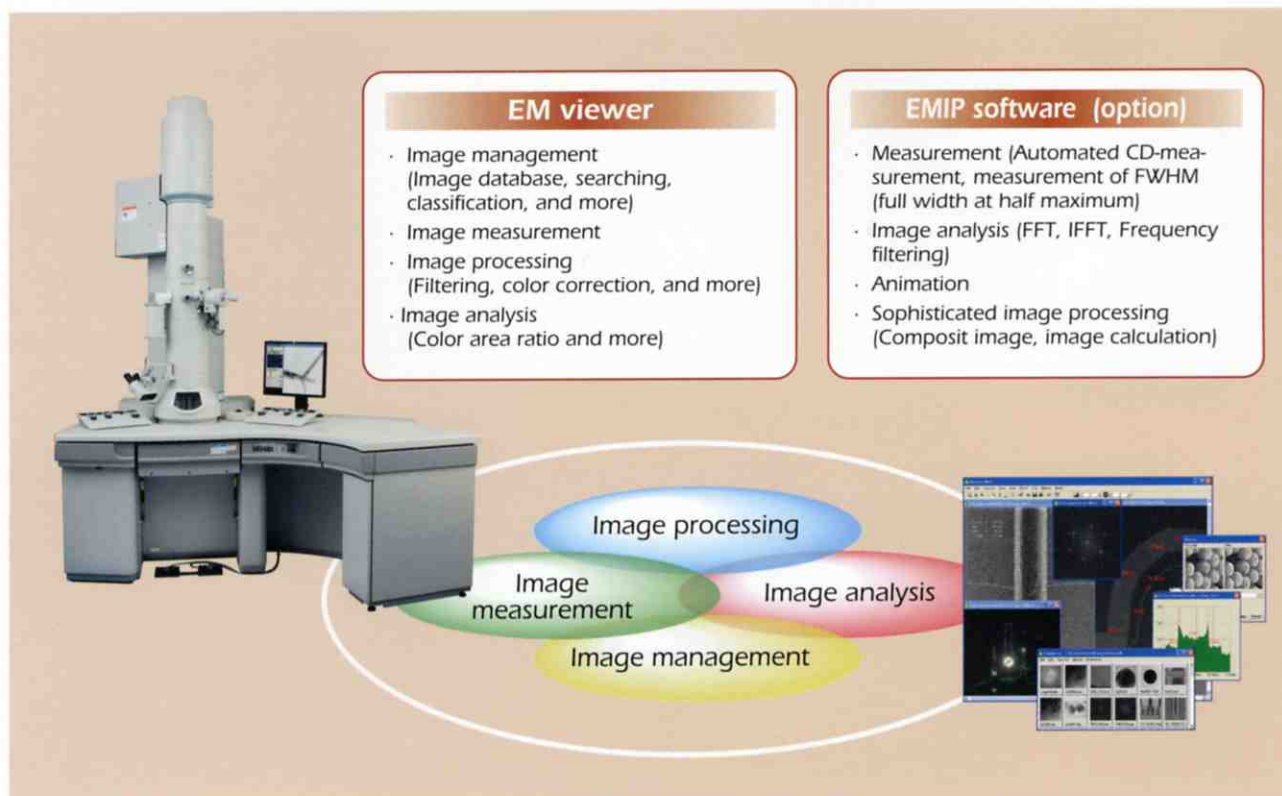 EM viewer
· Image management
(Image database, searching,
classification, and more)
· Image measurement
· Image processing
(Filtering, color correction, and more)
· Image analysis
(Color area ratio and more)
EMIP software (option)
· Measurement (Automated CD-mea-
surement, measurement of FWHM
(full width at half maximum)
· Image analysis (FFT, IFFT, Frequency
filtering)
· Animation
· Sophisticated image processing
(Composit image, image calculation)
Image processing
Image
measurement
Image analysis
Image management